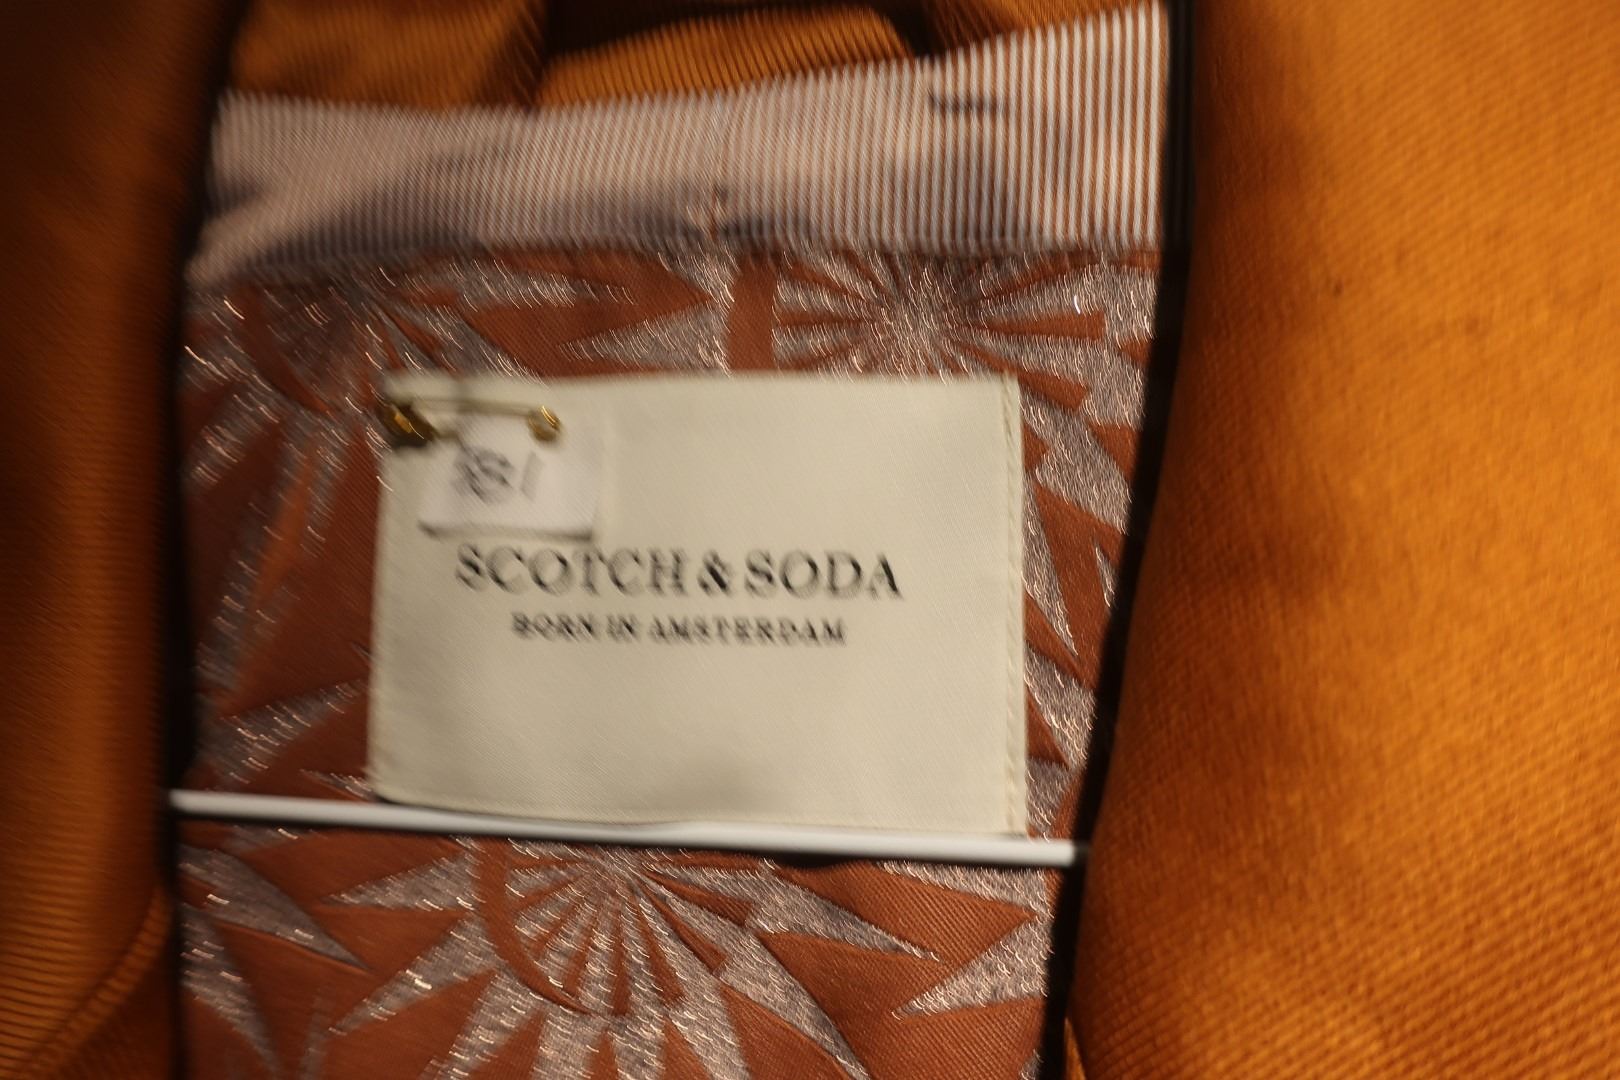 SCOTCH & SODA
BORN IN AMSTERDAM